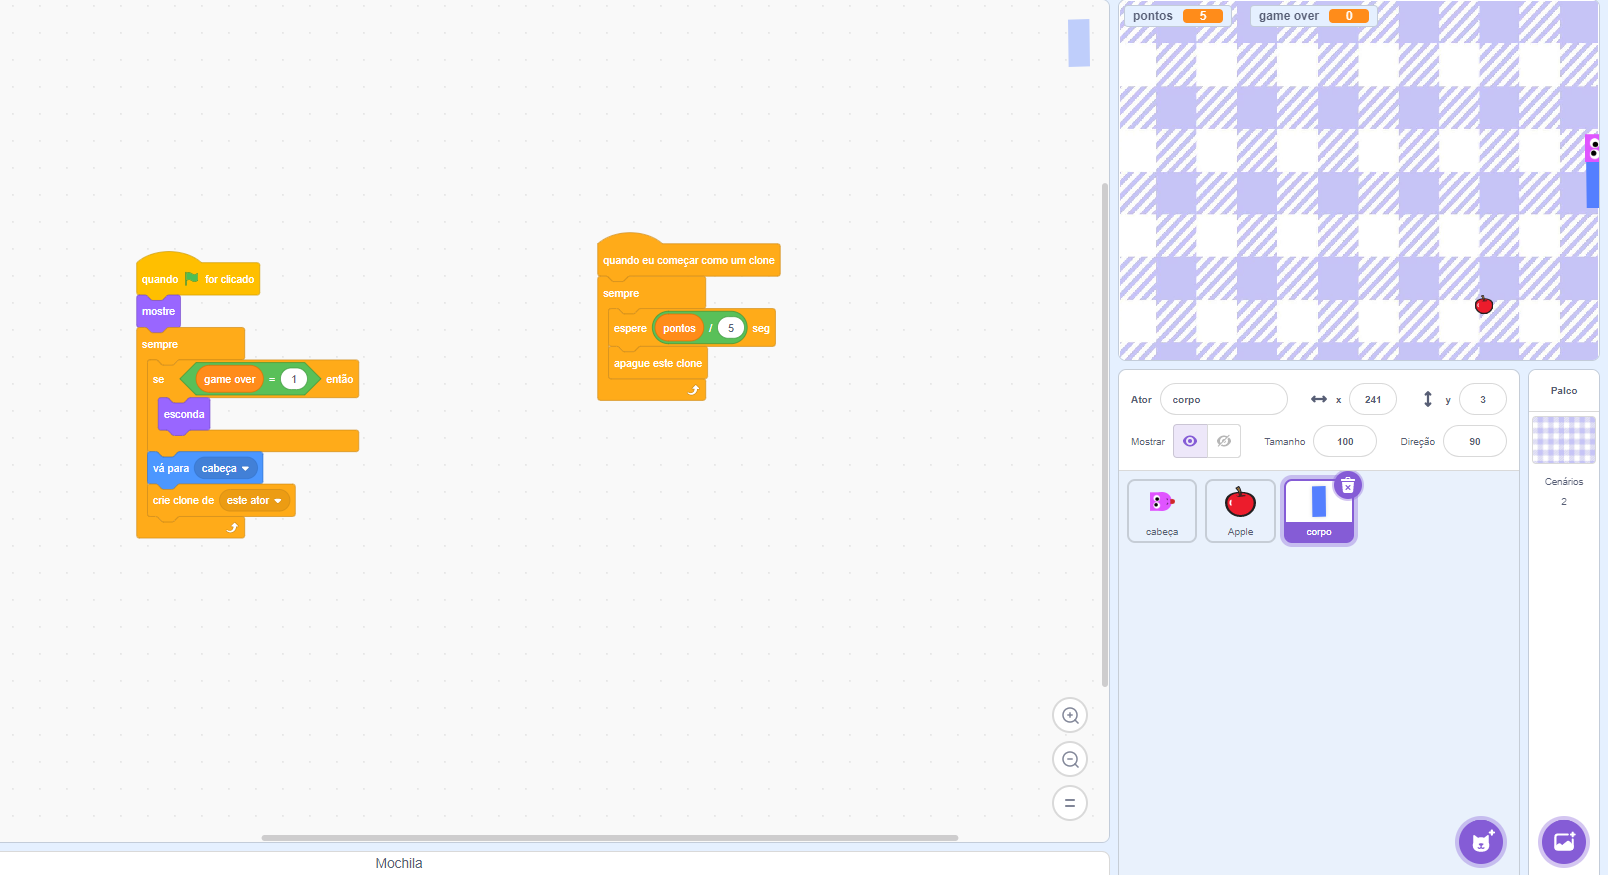 pontos 5 game over 0
quando eu começar como um clone
sempre
espere pontos / 5 seg
apague este clone
quando for clicado
mostre
sempre
se game over = 1 então
esconda
vá para cabeça
crie clone de este ator
Ator corpo x 241 y 3
Mostrar Tamanho 100 Direção 90
cabeça Apple corpo
Palco
Cenários
2
Mochila